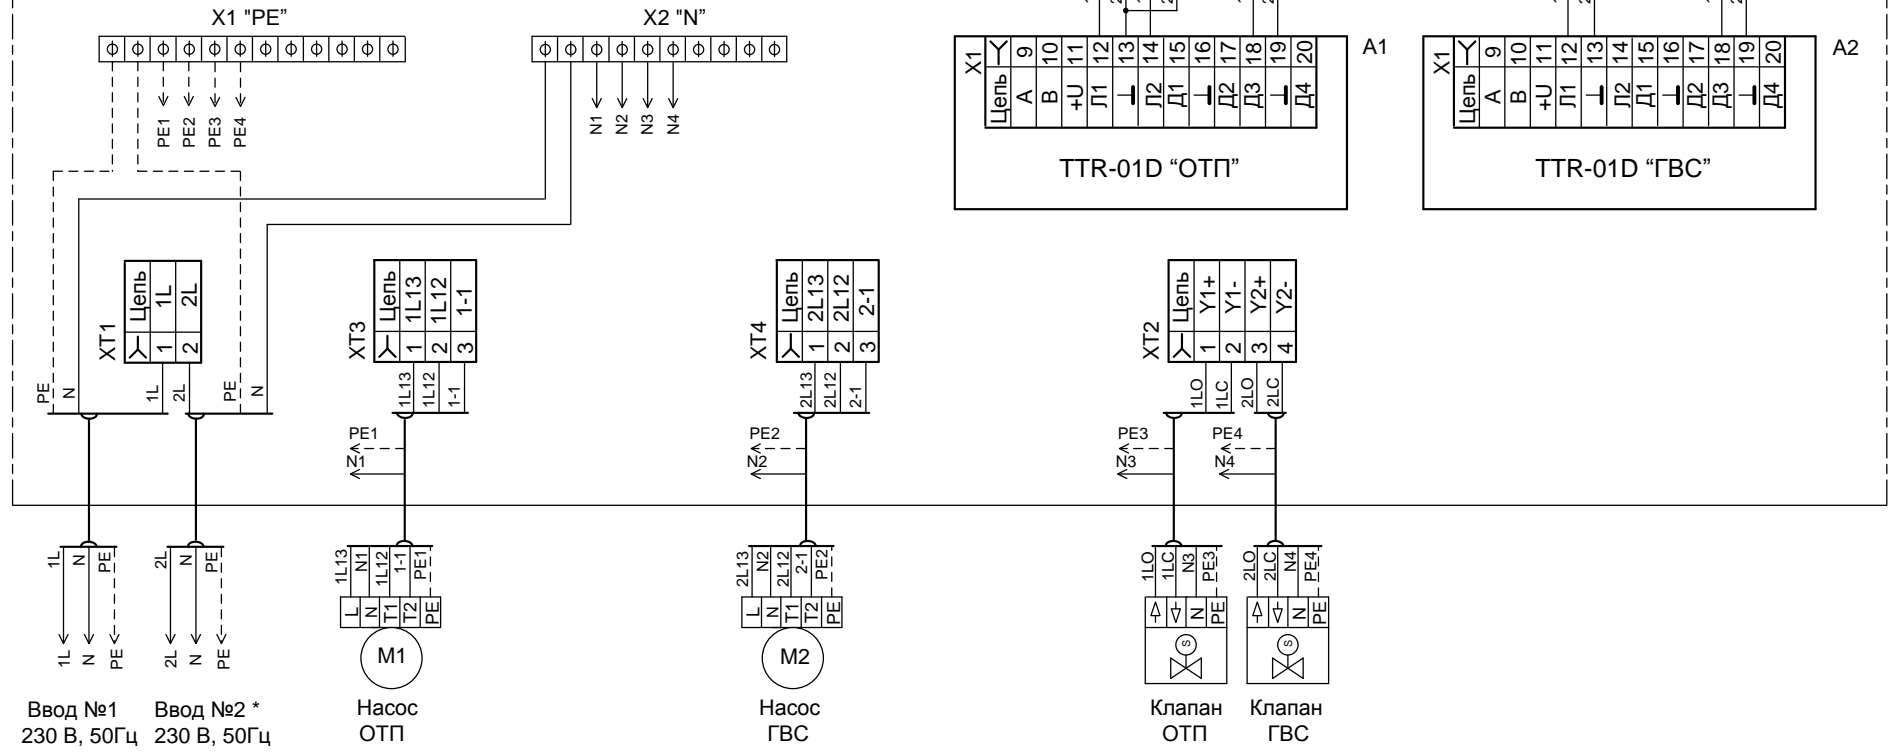 X1 "PE"
X2 "N"
PE1
PE2
PE3
PE4
N1
N2
N3
N4
X1
Цепь
9 A
10 B
11 +U
12 Л1
13 ⊥
14 Л2
15 Д1
16 ⊥
17 Д2
18 Д3
19 ⊥
20 Д4
TTR-01D “ОТП”
A1
X1
Цепь
9 A
10 B
11 +U
12 Л1
13 ⊥
14 Л2
15 Д1
16 ⊥
17 Д2
18 Д3
19 ⊥
20 Д4
TTR-01D “ГВС”
A2
XT1
Цепь
1 1L
2 2L
PE
N
1L
2L
PE
N
XT3
Цепь
1 1L13
2 1L12
3 1-1
1L13
1L12
1-1
PE1
N1
XT4
Цепь
1 2L13
2 2L12
3 2-1
2L13
2L12
2-1
PE2
N2
XT2
Цепь
1 Y1+
2 Y1-
3 Y2+
4 Y2-
1LO
1LC
2LO
2LC
PE3
N3
PE4
N4
1L
N
PE
1L
N
PE
Ввод №1
230 В, 50Гц
2L
N
PE
2L
N
PE
Ввод №2 *
230 В, 50Гц
1L13
N1
1L12
1-1
PE1
L
N
T1
T2
PE
M1
Насос
ОТП
2L13
N2
2L12
2-1
PE2
L
N
T1
T2
PE
M2
Насос
ГВС
1LO
1LC
N3
PE3
N
PE
S
Клапан
ОТП
2LO
2LC
N4
PE4
N
PE
S
Клапан
ГВС